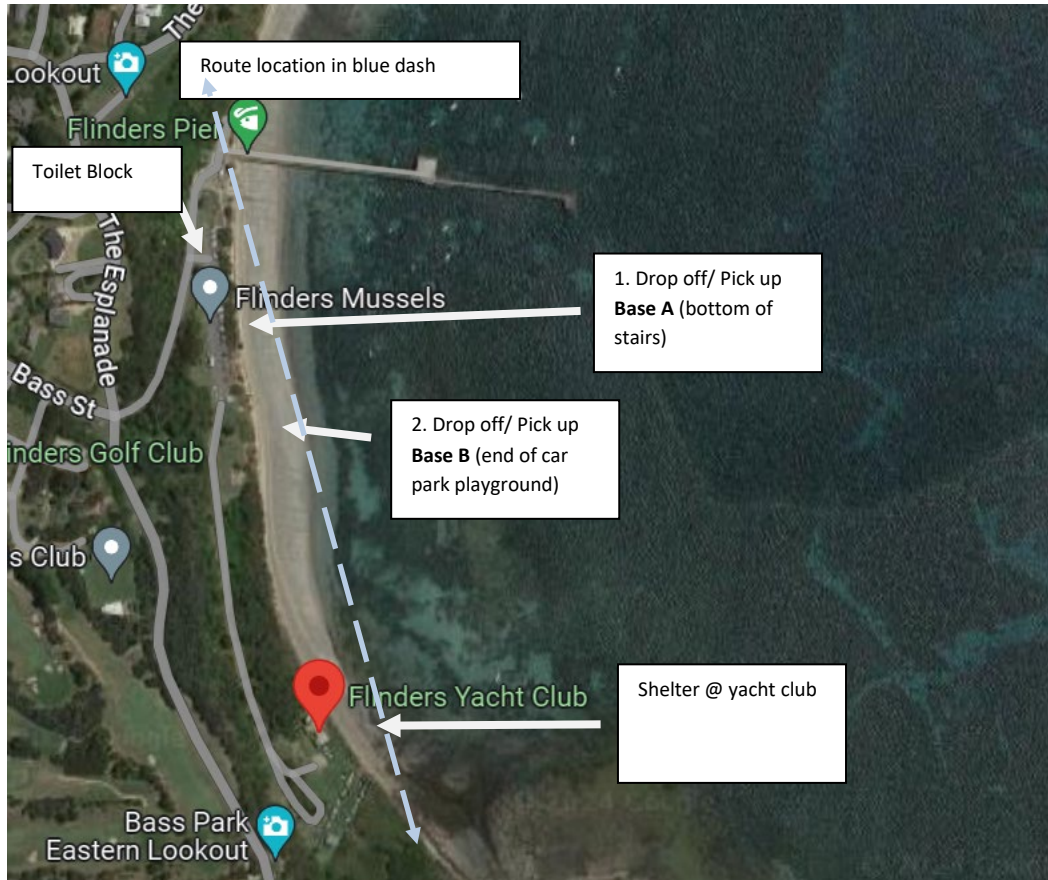 The
Lookout
Route location in blue dash
Flinders Pier
Toilet Block
The Esplanade
Flinders Mussels
1. Drop off/ Pick up
Base A (bottom of
stairs)
Bass St
2. Drop off/ Pick up
Base B (end of car
park playground)
inders Golf Club
s Club
Flinders Yacht Club
Shelter @ yacht club
Bass Park
Eastern Lookout